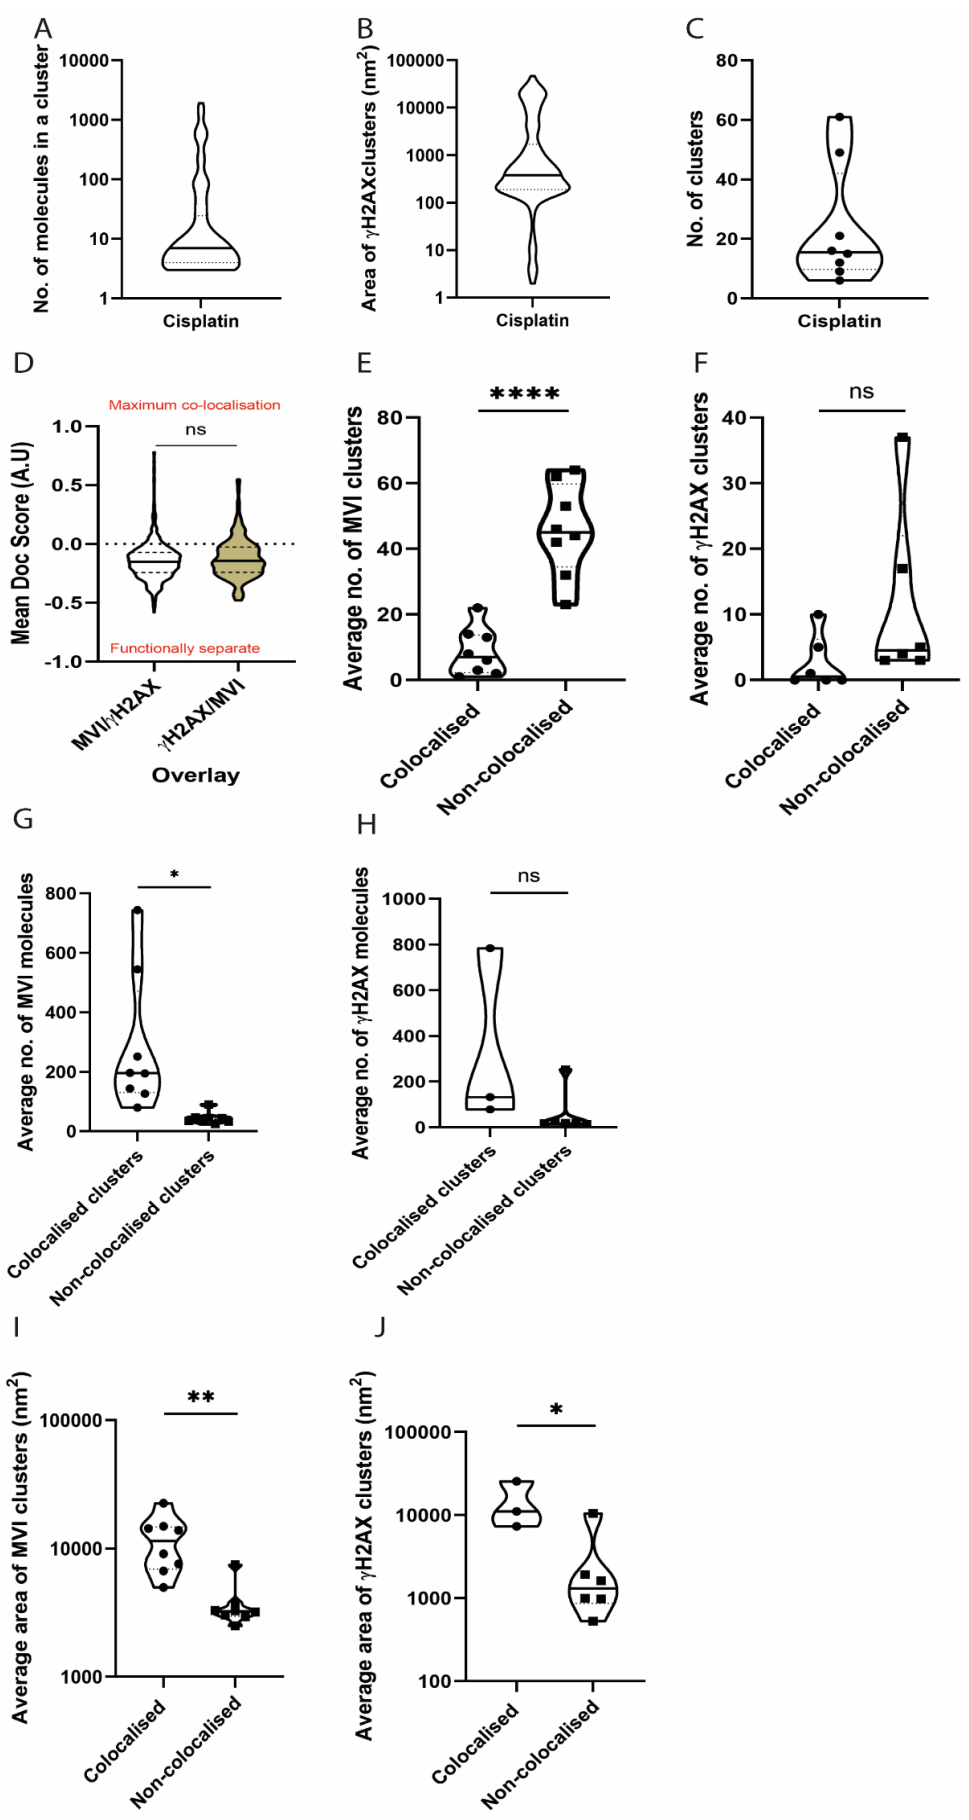 A
No. of molecules in a cluster
10000
1000
100
10
1
Cisplatin
B
Area of γH2AXclusters (nm2)
100000
10000
1000
100
10
1
Cisplatin
C
No. of clusters
80
60
40
20
0
Cisplatin
D
Maximum co-localisation
ns
Mean Doc Score (A.U)
1.0
0.5
0.0
-0.5
-1.0
Functionally separate
MVI/γH2AX
γH2AX/MVI
Overlay
E
****
Average no. of MVI clusters
80
60
40
20
0
Colocalised
Non-colocalised
F
ns
Average no. of γH2AX clusters
40
30
20
10
0
Colocalised
Non-colocalised
G
*
Average no. of MVI molecules
800
600
400
200
0
Colocalised clusters
Non-colocalised clusters
H
ns
Average no. of γH2AX molecules
1000
800
600
400
200
0
Colocalised clusters
Non-colocalised clusters
I
**
Average area of MVI clusters (nm2)
100000
10000
1000
Colocalised
Non-colocalised
J
*
Average area of γH2AX clusters (nm2)
100000
10000
1000
100
Colocalised
Non-colocalised